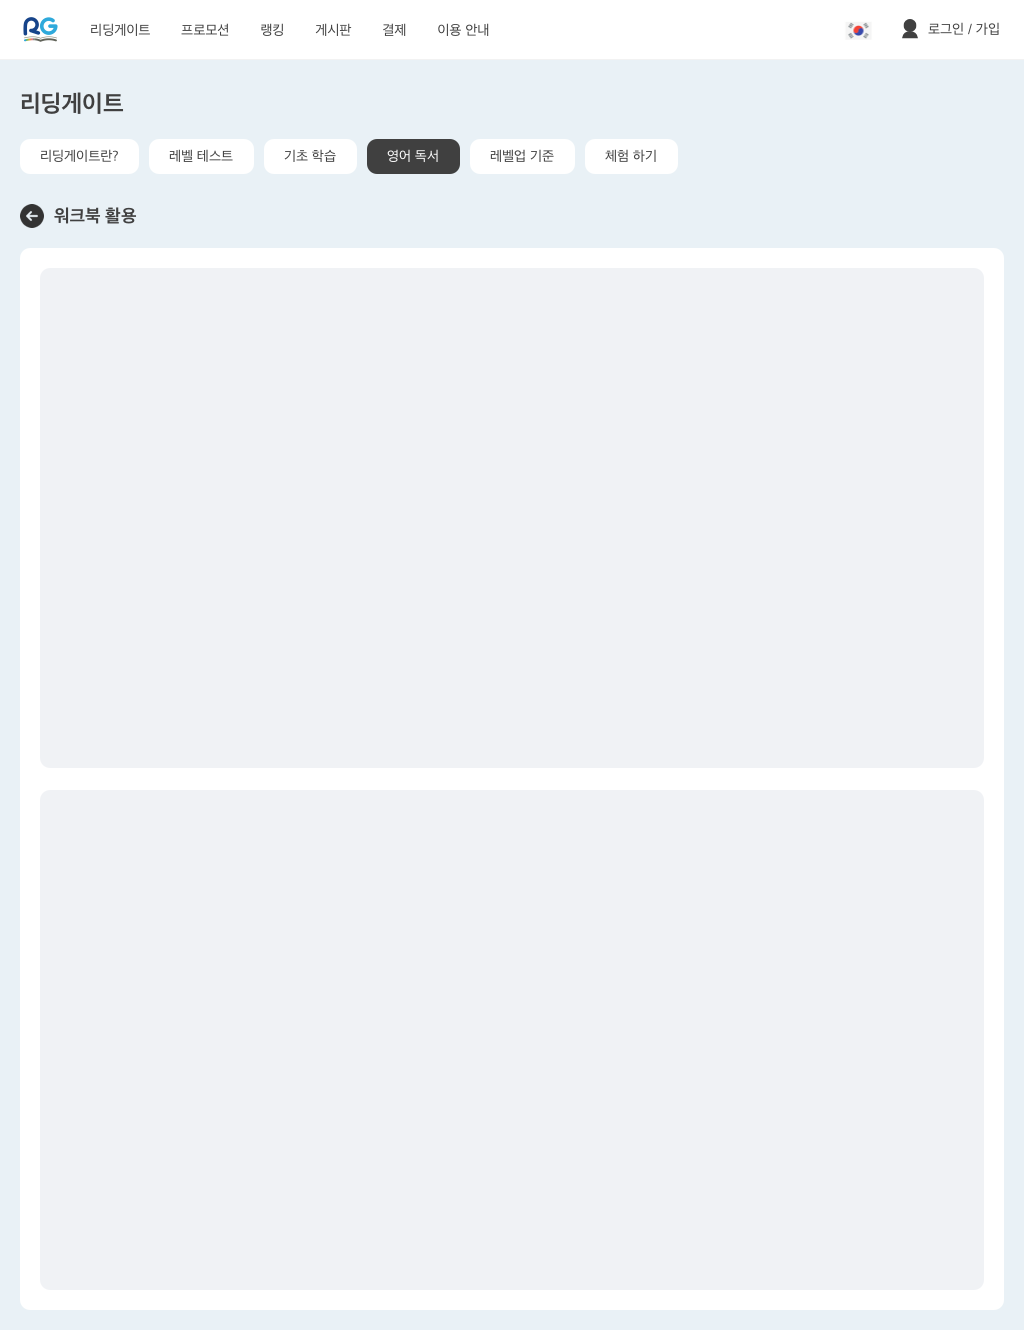 RG
리딩게이트
프로모션
랭킹
게시판
결제
이용 안내
로그인 / 가입
리딩게이트
리딩게이트란?
레벨 테스트
기초 학습
영어 독서
레벨업 기준
체험 하기
워크북 활용